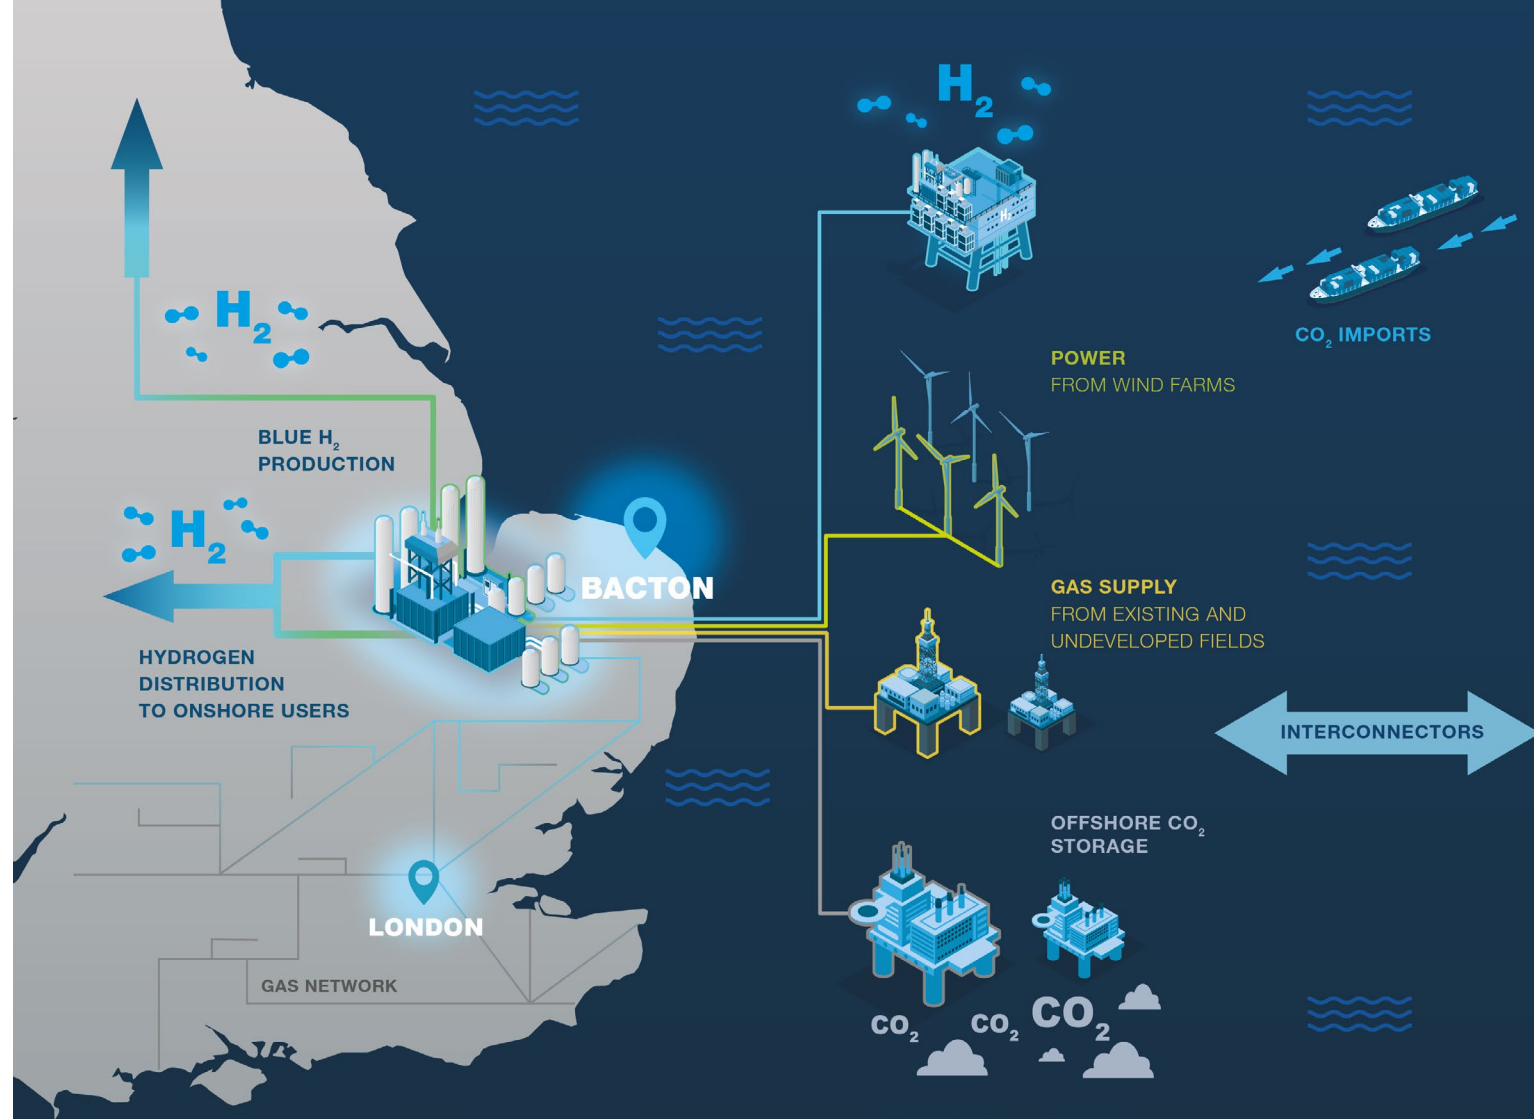 H₂
CO₂ IMPORTS
H₂
POWER
FROM WIND FARMS
BLUE H₂
PRODUCTION
H₂
BACTON
GAS SUPPLY
FROM EXISTING AND
UNDEVELOPED FIELDS
HYDROGEN
DISTRIBUTION
TO ONSHORE USERS
INTERCONNECTORS
OFFSHORE CO₂
STORAGE
LONDON
GAS NETWORK
CO₂
CO₂
CO₂
H₂